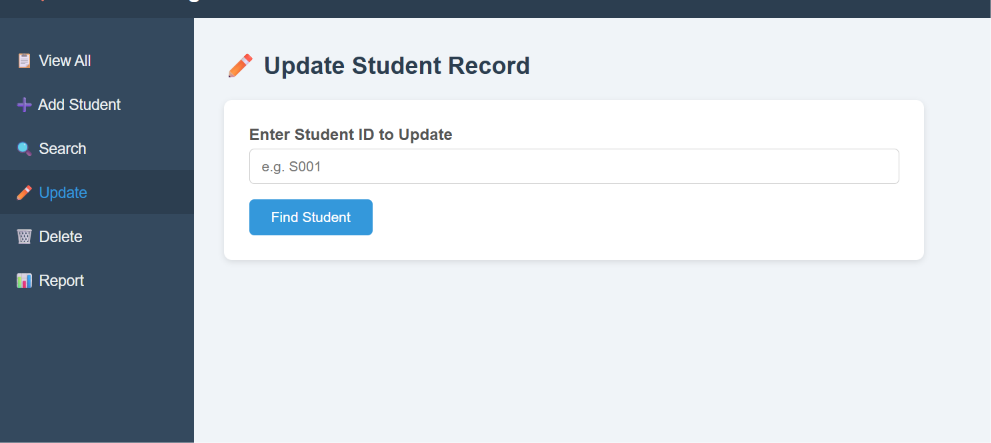 View All
Add Student
Search
Update
Delete
Report
Update Student Record
Enter Student ID to Update
e.g. S001
Find Student